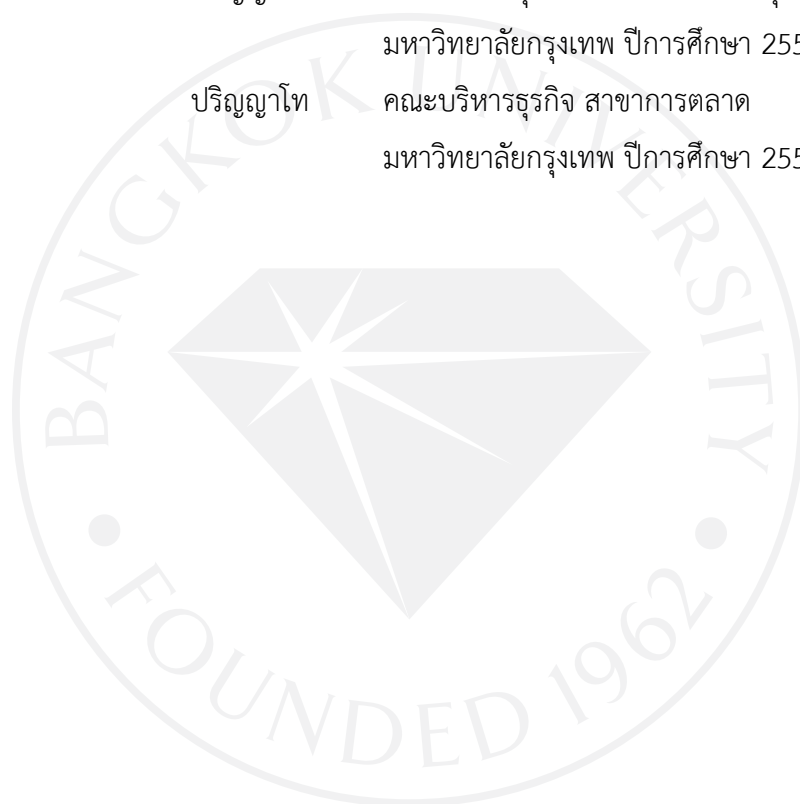 มหาวิทยาลัยกรุงเทพ ปีการศึกษา 255
ปริญญาโท คณะบริหารธุรกิจ สาขาการตลาด
มหาวิทยาลัยกรุงเทพ ปีการศึกษา 255
BANGKOK UNIVERSITY
FOUNDED 1962